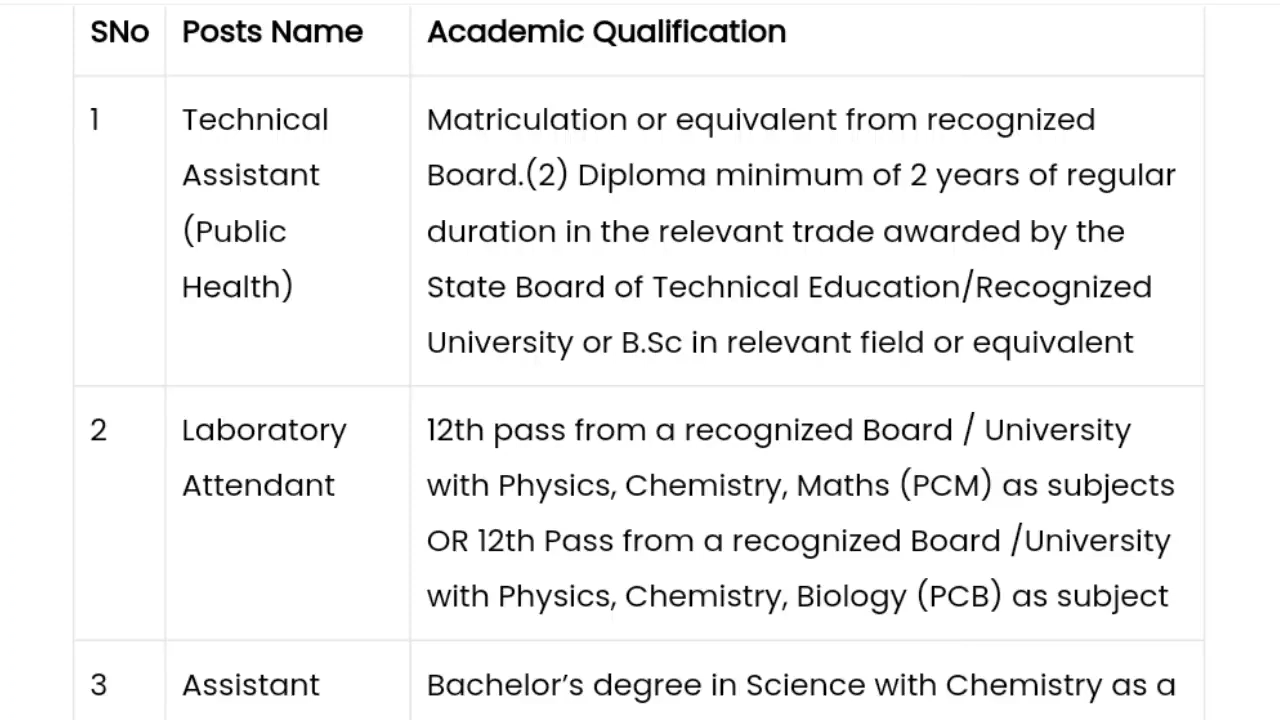 SNo Posts Name Academic Qualification
1 Technical Matriculation or equivalent from recognized
Assistant Board.(2) Diploma minimum of 2 years of regular
(Public duration in the relevant trade awarded by the
Health) State Board of Technical Education/Recognized
University or B.Sc in relevant field or equivalent
2 Laboratory 12th pass from a recognized Board / University
Attendant with Physics, Chemistry, Maths (PCM) as subjects
OR 12th Pass from a recognized Board /University
with Physics, Chemistry, Biology (PCB) as subject
3 Assistant Bachelor’s degree in Science with Chemistry as a